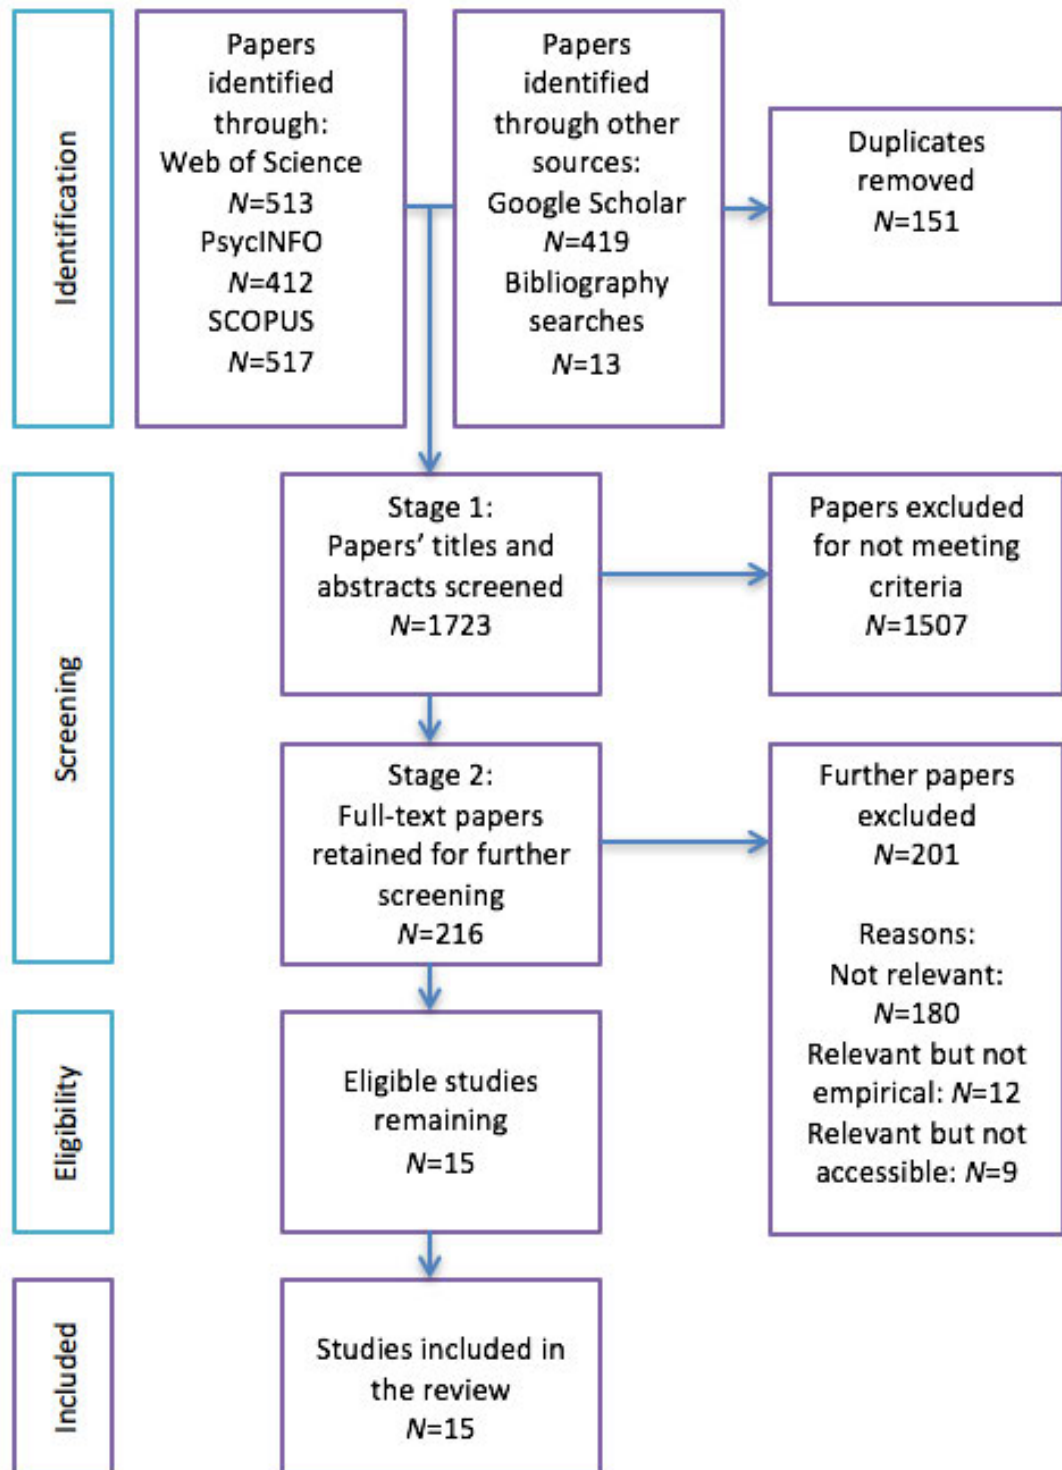 Identification
Papers
identified
through:
Web of Science
N=513
PsycINFO
N=412
SCOPUS
N=517
Papers
identified
through other
sources:
Google Scholar
N=419
Bibliography
searches
N=13
Duplicates
removed
N=151
Screening
Stage 1:
Papers’ titles and
abstracts screened
N=1723
Papers excluded
for not meeting
criteria
N=1507
Stage 2:
Full-text papers
retained for further
screening
N=216
Further papers
excluded
N=201
Reasons:
Not relevant:
N=180
Relevant but not
empirical: N=12
Relevant but not
accessible: N=9
Eligibility
Eligible studies
remaining
N=15
Included
Studies included in
the review
N=15